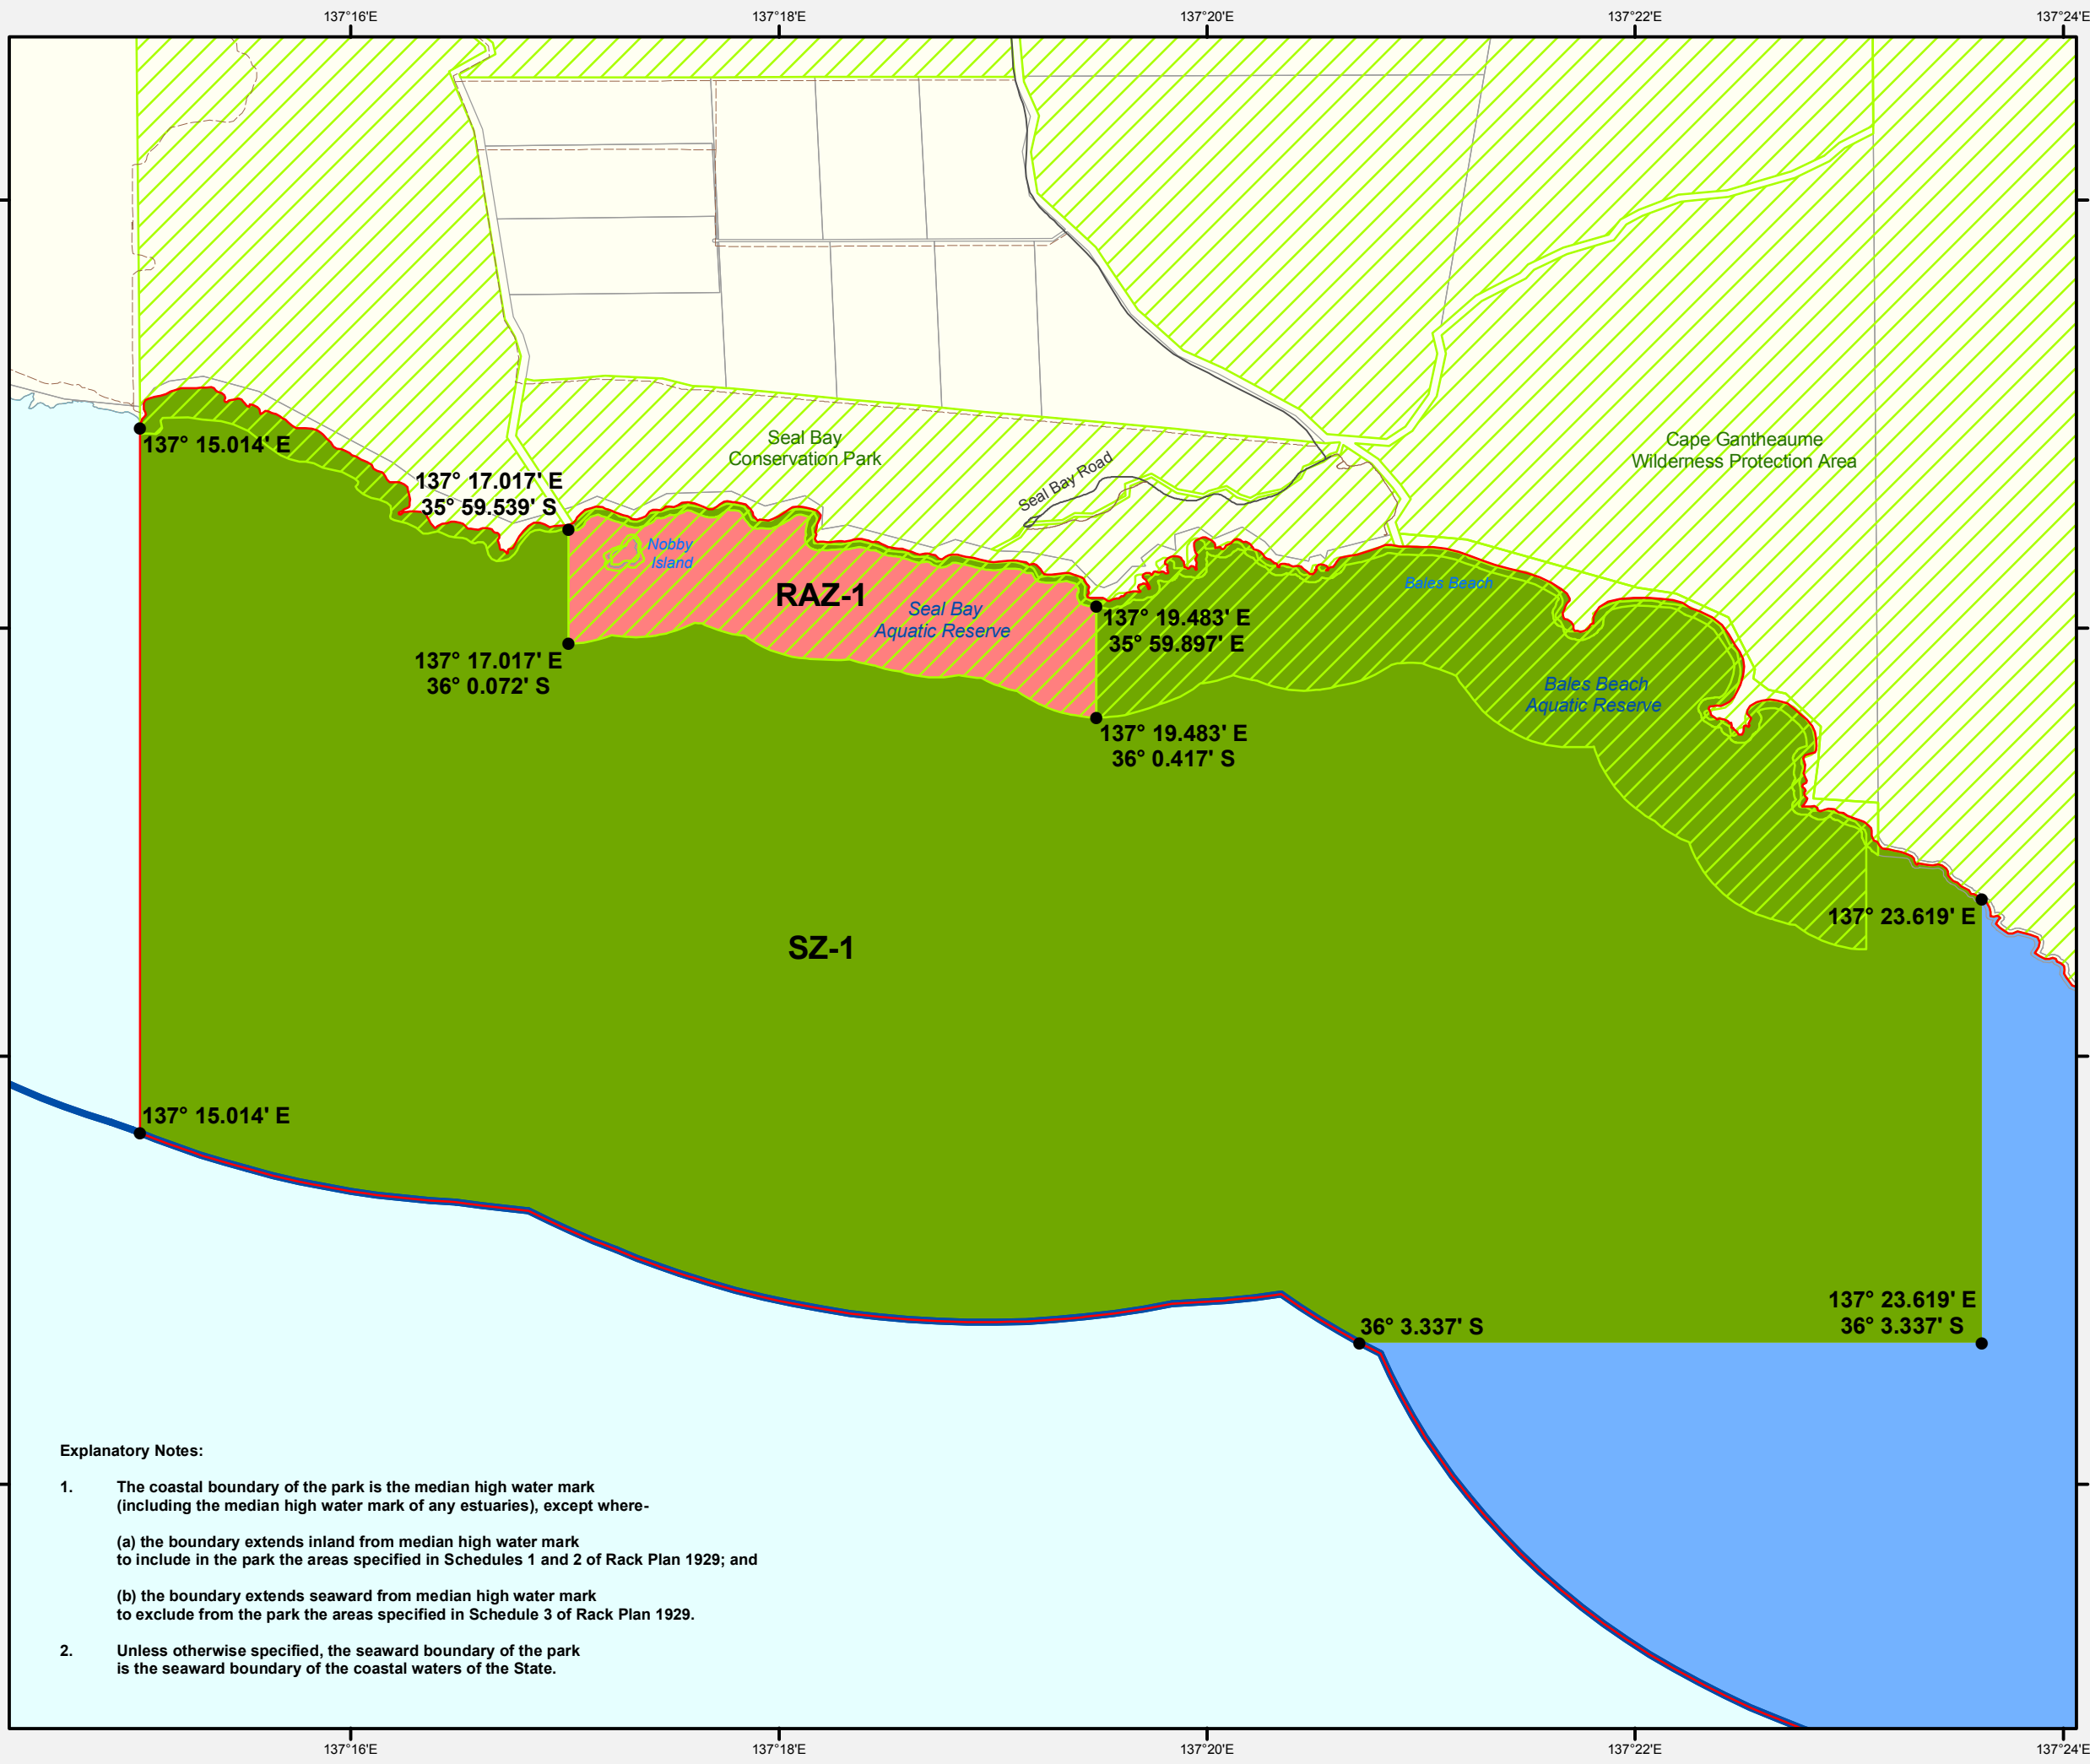 137°16'E
137°18'E
137°20'E
137°22'E
137°24'E
Seal Bay
Conservation Park
Cape Gantheaume
Wilderness Protection Area
137° 15.014' E
Seal Bay Road
137° 17.017' E
35° 59.539' S
Nobby
Island
RAZ-1
Seal Bay
Aquatic Reserve
Bales Beach
137° 19.483' E
35° 59.897' E
137° 17.017' E
36° 0.072' S
Bales Beach
Aquatic Reserve
137° 19.483' E
36° 0.417' S
137° 23.619' E
SZ-1
137° 15.014' E
137° 23.619' E
36° 3.337' S
36° 3.337' S
Explanatory Notes:
1. The coastal boundary of the park is the median high water mark
(including the median high water mark of any estuaries), except where-
(a) the boundary extends inland from median high water mark
to include in the park the areas specified in Schedules 1 and 2 of Rack Plan 1929; and
(b) the boundary extends seaward from median high water mark
to exclude from the park the areas specified in Schedule 3 of Rack Plan 1929.
2. Unless otherwise specified, the seaward boundary of the park
is the seaward boundary of the coastal waters of the State.
137°16'E
137°18'E
137°20'E
137°22'E
137°24'E